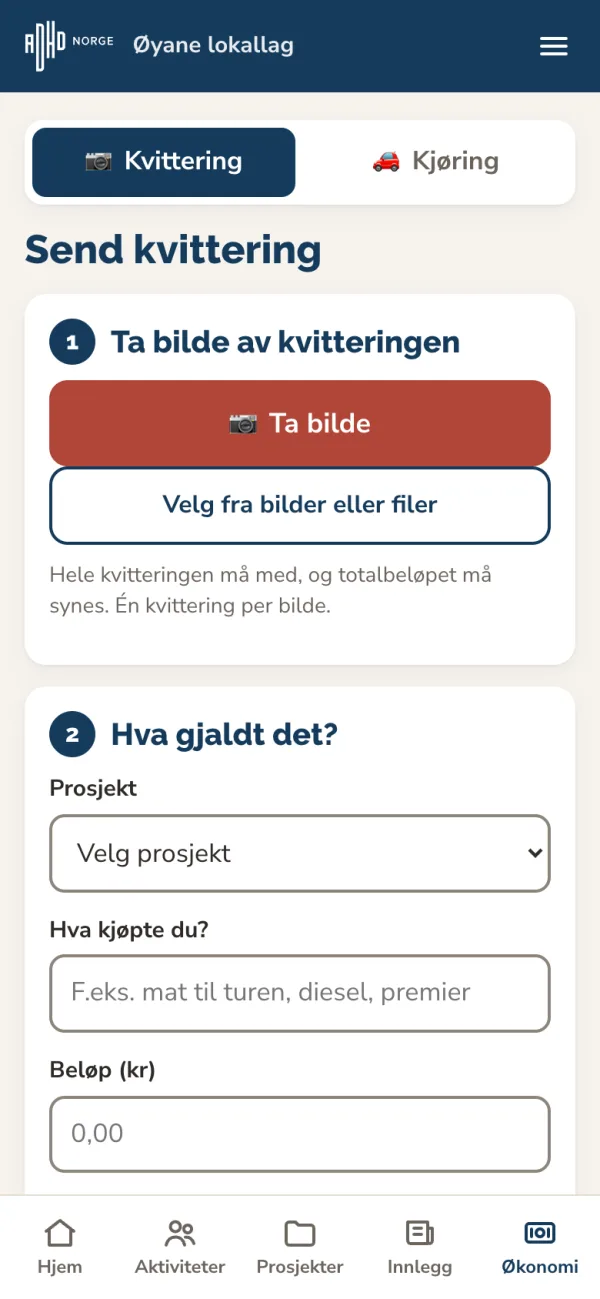 ADHD NORGE Øyane lokallag
Kvittering Kjøring
Send kvittering
1 Ta bilde av kvitteringen
Ta bilde
Velg fra bilder eller filer
Hele kvitteringen må med, og totalbeløpet må
synes. Én kvittering per bilde.
2 Hva gjaldt det?
Prosjekt
Velg prosjekt
Hva kjøpte du?
F.eks. mat til turen, diesel, premier
Beløp (kr)
0,00
Hjem Aktiviteter Prosjekter Innlegg Økonomi